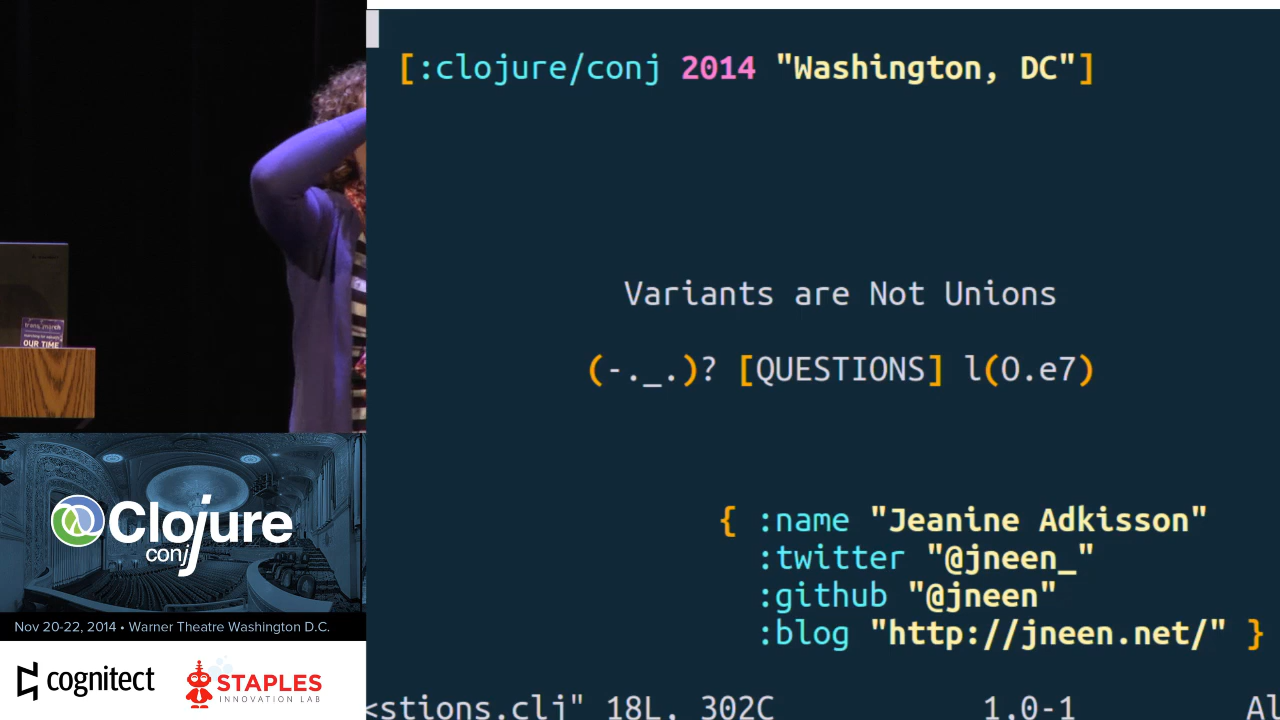 [:clojure/conj 2014 "Washington, DC"]
Variants are Not Unions
(-._.)? [QUESTIONS] l(O.e7)
{ :name "Jeanine Adkisson"
:twitter "@jneen_"
:github "@jneen"
:blog "http://jneen.net/" }
<stions.clj" 18L, 302C 1,0-1 Al
OUR TIME
Clojure
conj
Nov 20-22, 2014 • Warner Theatre Washington D.C.
cognitect
STAPLES
INNOVATION LAB